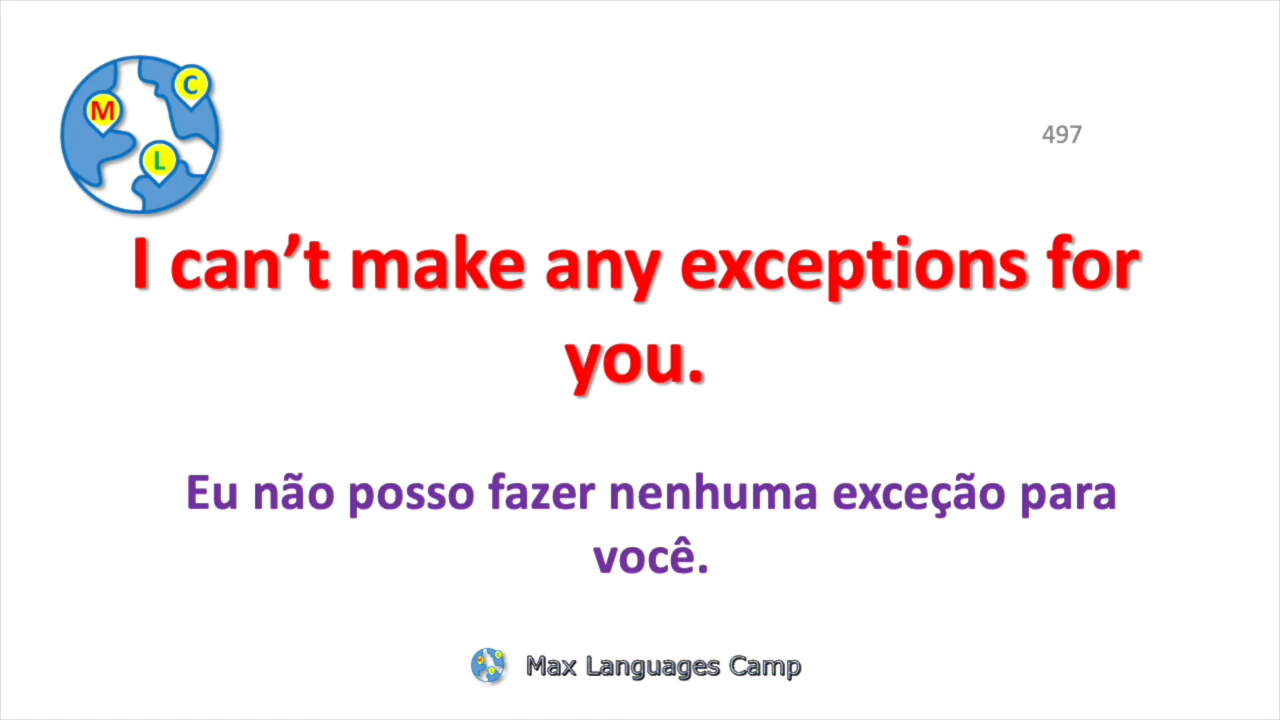 M
C
L
497
I can’t make any exceptions for
you.
Eu não posso fazer nenhuma exceção para
você.
Max Languages Camp